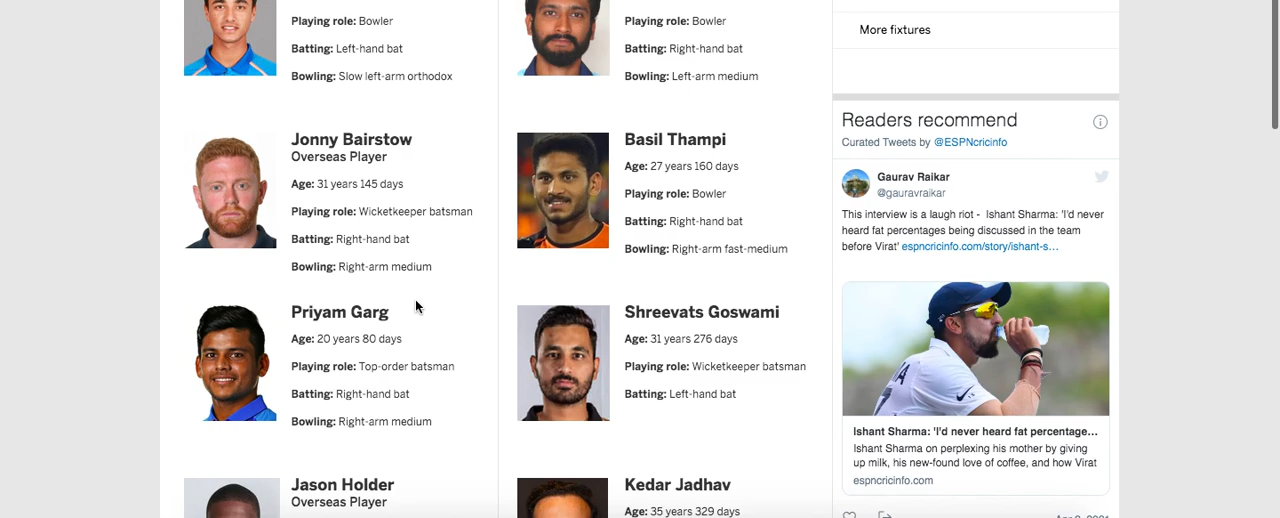 Playing role: Bowler
Batting: Left-hand bat
Bowling: Slow left-arm orthodox
Playing role: Bowler
Batting: Right-hand bat
Bowling: Left-arm medium
Jonny Bairstow
Overseas Player
Age: 31 years 145 days
Playing role: Wicketkeeper batsman
Batting: Right-hand bat
Bowling: Right-arm medium
Basil Thampi
Age: 27 years 160 days
Playing role: Bowler
Batting: Right-hand bat
Bowling: Right-arm fast-medium
Priyam Garg
Age: 20 years 80 days
Playing role: Top-order batsman
Batting: Right-hand bat
Bowling: Right-arm medium
Shreevats Goswami
Age: 31 years 276 days
Playing role: Wicketkeeper batsman
Batting: Left-hand bat
Jason Holder
Overseas Player
Kedar Jadhav
Age: 35 years 329 days
More fixtures
Readers recommend
Curated Tweets by @ESPNcricinfo
Gaurav Raikar
@gauravraikar
This interview is a laugh riot - Ishant Sharma: 'I'd never
heard fat percentages being discussed in the team
before Virat' espncricinfo.com/story/ishant-s…
Ishant Sharma: 'I'd never heard fat percentage...
Ishant Sharma on perplexing his mother by giving
up milk, his new-found love of coffee, and how Virat
espncricinfo.com